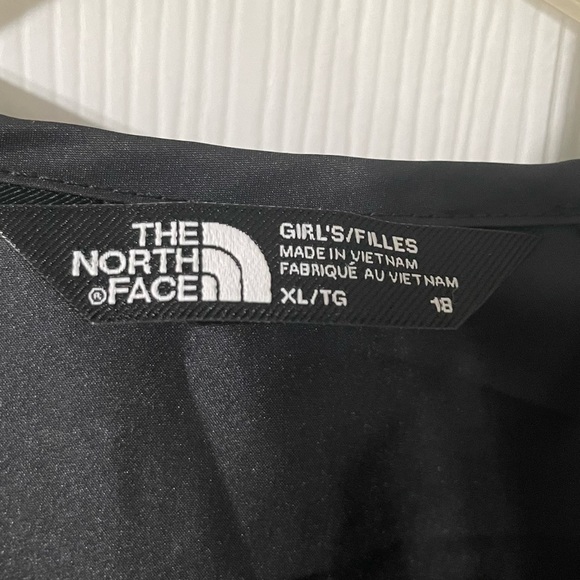 THE
NORTH
®FACE
GIRL'S/FILLES
MADE IN VIETNAM
FABRIQUÉ AU VIETNAM
XL/TG 18